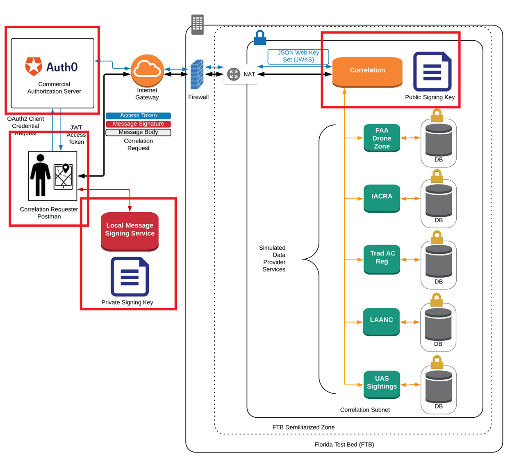 Auth0
Commercial
Authorization Server
OAuth2 Client
Credential
Request
JWT
Access
Token
Correlation Requester
Postman
Local Message
Signing Service
Private Signing Key
Internet
Gateway
Access Token
Message Signature
Message Body
Correlation
Request
Firewall
NAT
JSON Web Key
Set (JWKS)
Correlation
Public Signing Key
Simulated
Data
Provider
Services
FAA
Drone
Zone
DB
IACRA
DB
Trad AC
Reg
DB
LAANC
DB
UAS
Sightings
DB
Correlation Subnet
FTB Demilitarized Zone
Florida Test Bed (FTB)